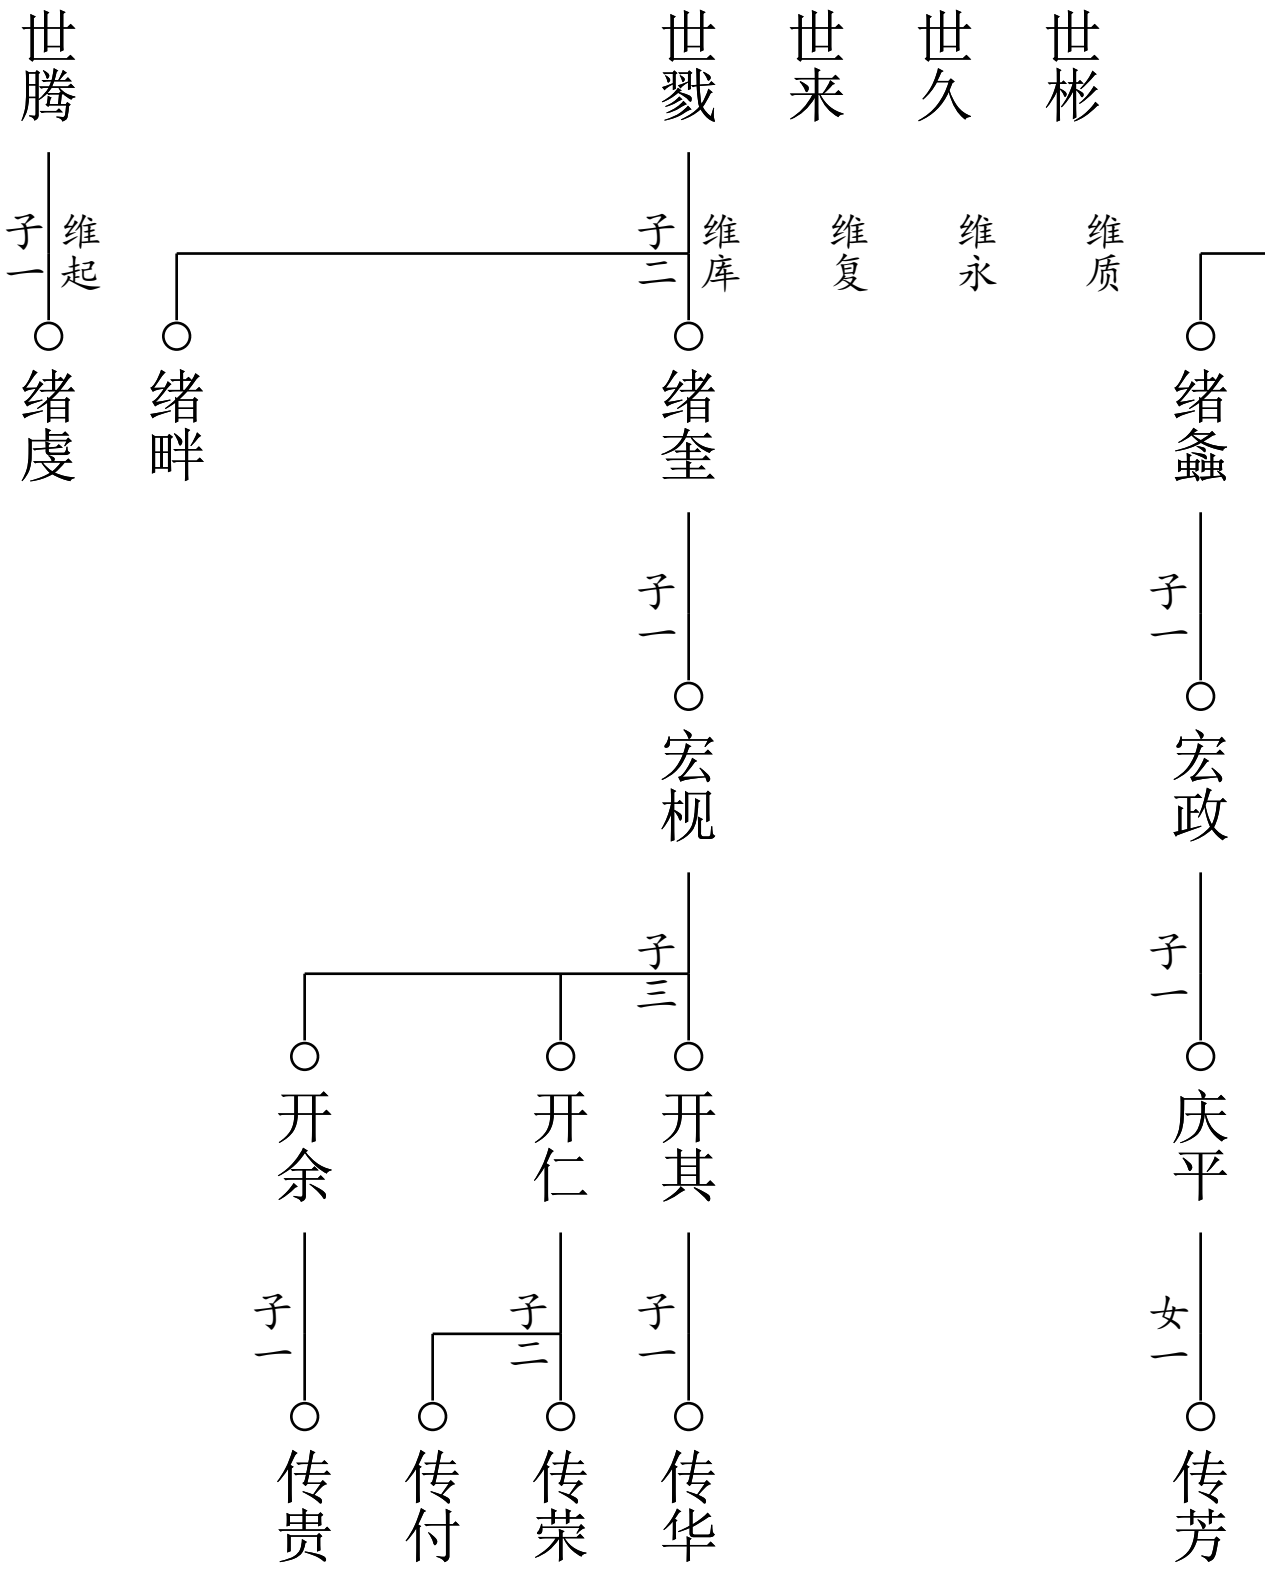 世彬
世久
世来
世戮
世腾
维质
维永
维复
维库
子二
维起
子一
绪螽
绪奎
绪畔
绪虔
子一
子一
宏政
宏枧
子一
子三
庆平
开其
开仁
开余
女一
子一
子二
子一
传芳
传华
传荣
传付
传贵